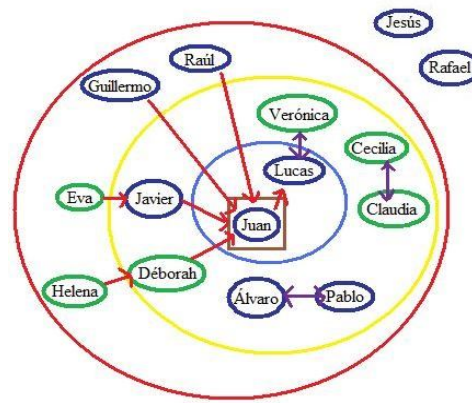 Jesús
Raúl
Rafael
Guillermo
Verónica
Cecilia
Lucas
Eva
Javier
Claudia
Juan
Helena
Déborah
Álvaro
Pablo